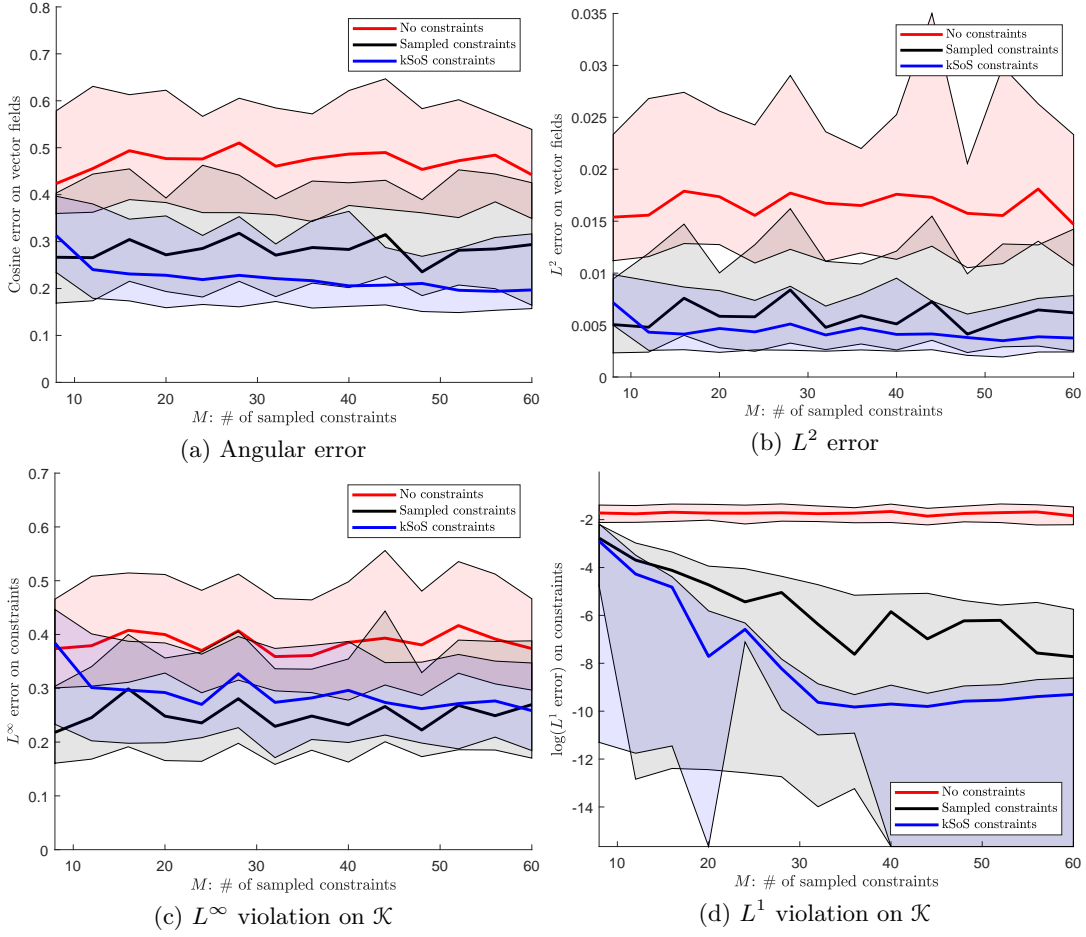 0.8
0.7
0.6
0.5
0.4
0.3
0.2
0.1
0
Cosine error on vector fields
No constraints
Sampled constraints
kSoS constraints
10 20 30 40 50 60
M: # of sampled constraints
(a) Angular error
0.035
0.03
0.025
0.02
0.015
0.01
0.005
0
L² error on vector fields
No constraints
Sampled constraints
kSoS constraints
10 20 30 40 50 60
M: # of sampled constraints
(b) L² error
0.7
0.6
0.5
0.4
0.3
0.2
0.1
0
L∞ error on constraints
No constraints
Sampled constraints
kSoS constraints
10 20 30 40 50 60
M: # of sampled constraints
(c) L∞ violation on 𝒦
-2
-4
-6
-8
-10
-12
-14
log(L¹ error) on constraints
No constraints
Sampled constraints
kSoS constraints
10 20 30 40 50 60
M: # of sampled constraints
(d) L¹ violation on 𝒦